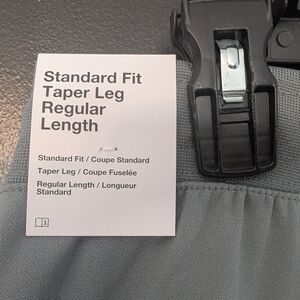 Standard Fit
Taper Leg
Regular
Length
Standard Fit / Coupe Standard
Taper Leg / Coupe Fuselée
Regular Length / Longueur
Standard